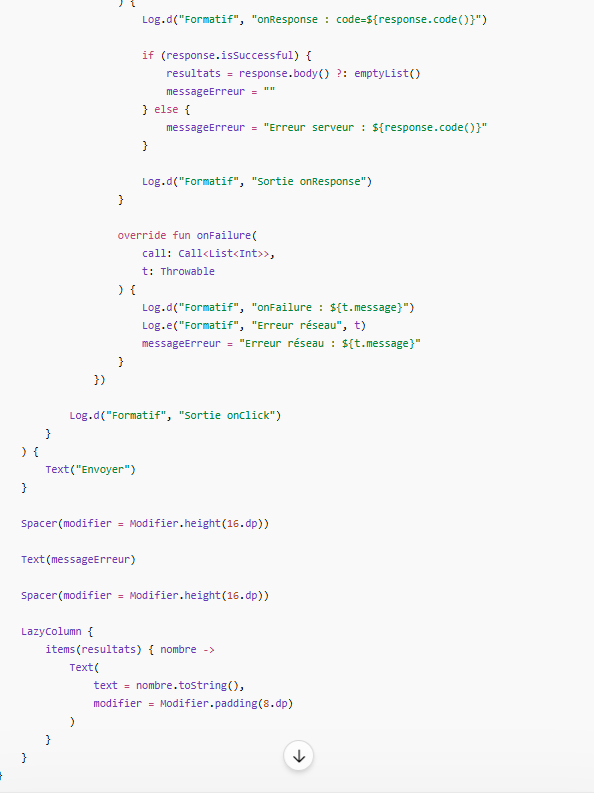 ) {
Log.d("Formatif", "onResponse : code=${response.code()}")
if (response.isSuccessful) {
resultats = response.body() ?: emptyList()
messageErreur = ""
} else {
messageErreur = "Erreur serveur : ${response.code()}"
}
Log.d("Formatif", "Sortie onResponse")
}
override fun onFailure(
call: Call<List<Int>>,
t: Throwable
) {
Log.d("Formatif", "onFailure : ${t.message}")
Log.e("Formatif", "Erreur réseau", t)
messageErreur = "Erreur réseau : ${t.message}"
}
})
Log.d("Formatif", "Sortie onClick")
}
) {
Text("Envoyer")
}
Spacer(modifier = Modifier.height(16.dp))
Text(messageErreur)
Spacer(modifier = Modifier.height(16.dp))
LazyColumn {
items(resultats) { nombre ->
Text(
text = nombre.toString(),
modifier = Modifier.padding(8.dp)
)
}
}
}